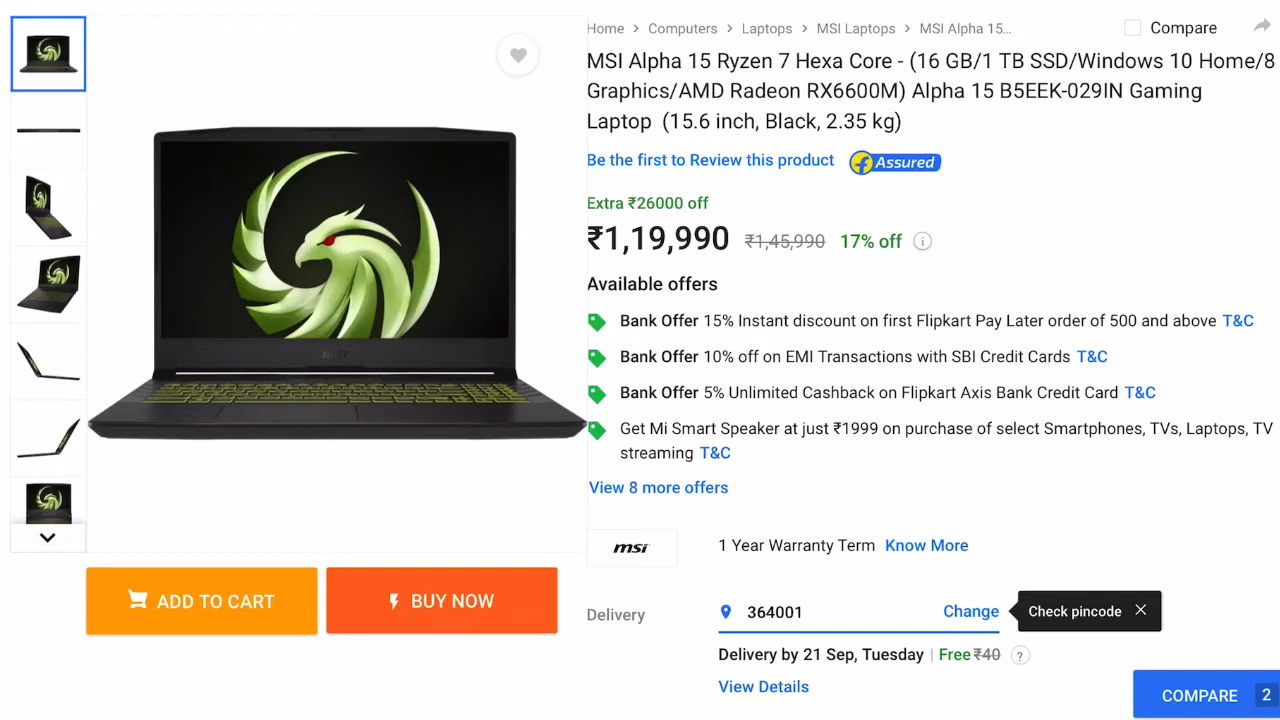 Home > Computers > Laptops > MSI Laptops > MSI Alpha 15...
Compare
MSI Alpha 15 Ryzen 7 Hexa Core - (16 GB/1 TB SSD/Windows 10 Home/8
Graphics/AMD Radeon RX6600M) Alpha 15 B5EEK-029IN Gaming
Laptop (15.6 inch, Black, 2.35 kg)
Be the first to Review this product
Assured
Extra ₹26000 off
₹1,19,990 ₹1,45,990 17% off i
Available offers
Bank Offer 15% Instant discount on first Flipkart Pay Later order of 500 and above T&C
Bank Offer 10% off on EMI Transactions with SBI Credit Cards T&C
Bank Offer 5% Unlimited Cashback on Flipkart Axis Bank Credit Card T&C
Get Mi Smart Speaker at just ₹1999 on purchase of select Smartphones, TVs, Laptops, TV
streaming T&C
View 8 more offers
msi
1 Year Warranty Term Know More
ADD TO CART
BUY NOW
Delivery
364001
Change
Check pincode
Delivery by 21 Sep, Tuesday | Free ₹40 ?
View Details
COMPARE 2